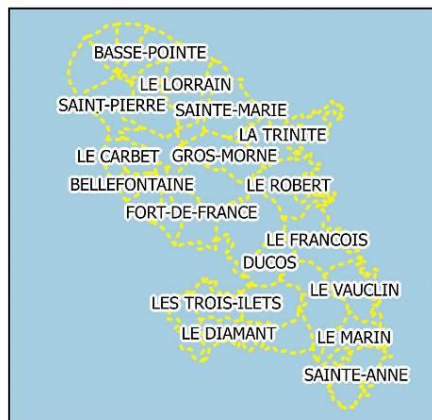 BASSE-POINTE
LE LORRAIN
SAINT-PIERRE
SAINTE-MARIE
LA TRINITE
LE CARBET
GROS-MORNE
BELLEFONTAINE
LE ROBERT
FORT-DE-FRANCE
LE FRANCOIS
DUCOS
LE VAUCLIN
LES TROIS-ILETS
LE DIAMANT
LE MARIN
SAINTE-ANNE